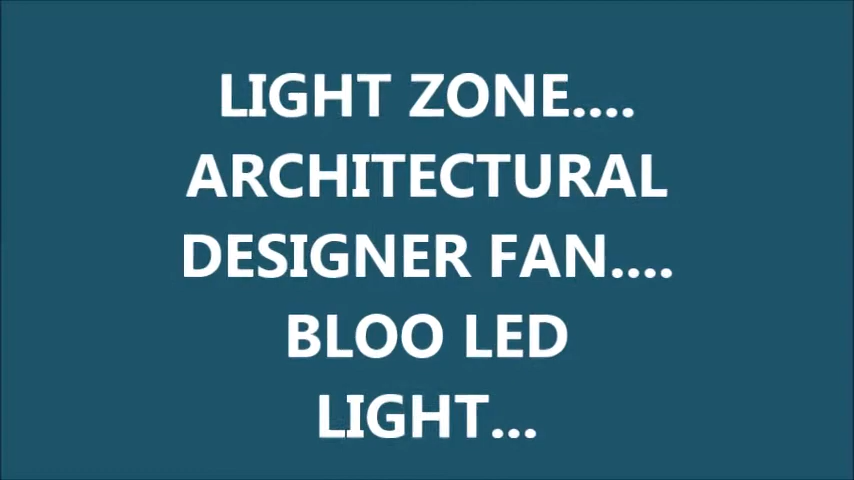 LIGHT ZONE....
ARCHITECTURAL
DESIGNER FAN....
BLOO LED
LIGHT...